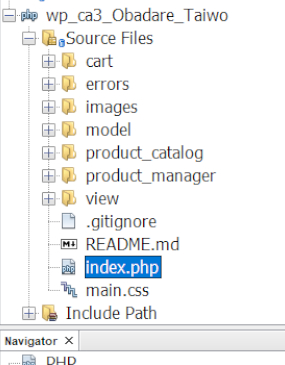 wp_ca3_Obadare_Taiwo
Source Files
cart
errors
images
model
product_catalog
product_manager
view
.gitignore
README.md
index.php
main.css
Include Path
Navigator ×
PHP